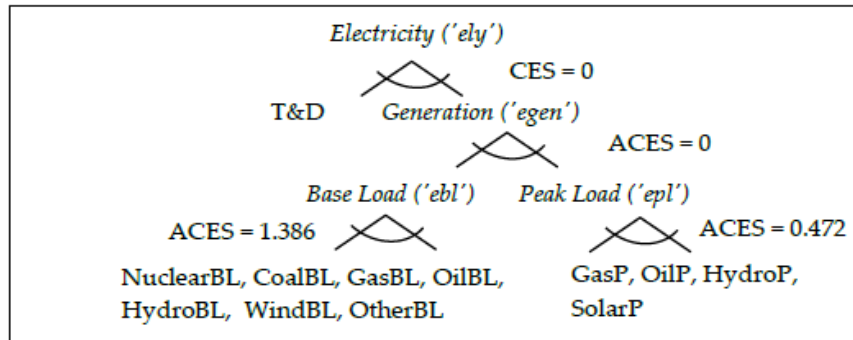 Electricity ('ely')
CES = 0
T&D Generation ('egen')
ACES = 0
Base Load ('ebl') Peak Load ('epl')
ACES = 1.386 ACES = 0.472
NuclearBL, CoalBL, GasBL, OilBL,
HydroBL, WindBL, OtherBL
GasP, OilP, HydroP,
SolarP